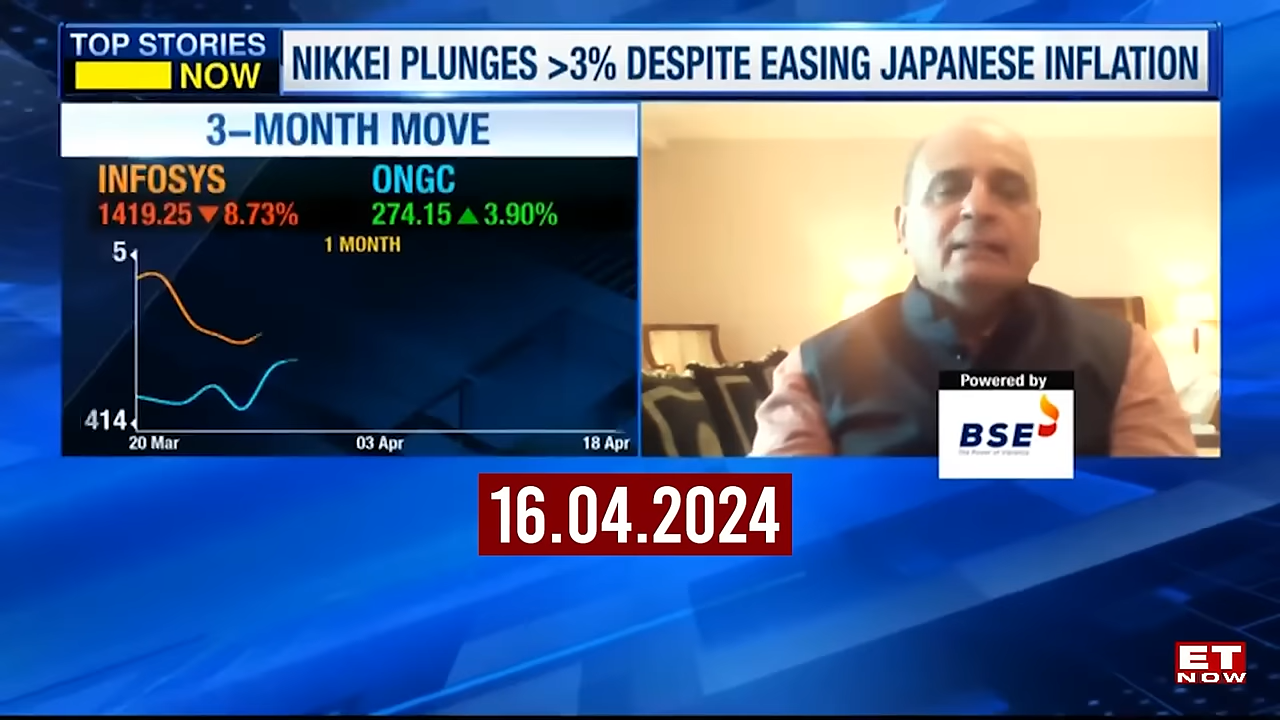 TOP STORIES
NOW
NIKKEI PLUNGES >3% DESPITE EASING JAPANESE INFLATION
3–MONTH MOVE
INFOSYS
1419.25 ▼ 8.73%
ONGC
274.15 ▲ 3.90%
1 MONTH
5
414
20 Mar
03 Apr
18 Apr
Powered by
BSE
16.04.2024
ET
NOW